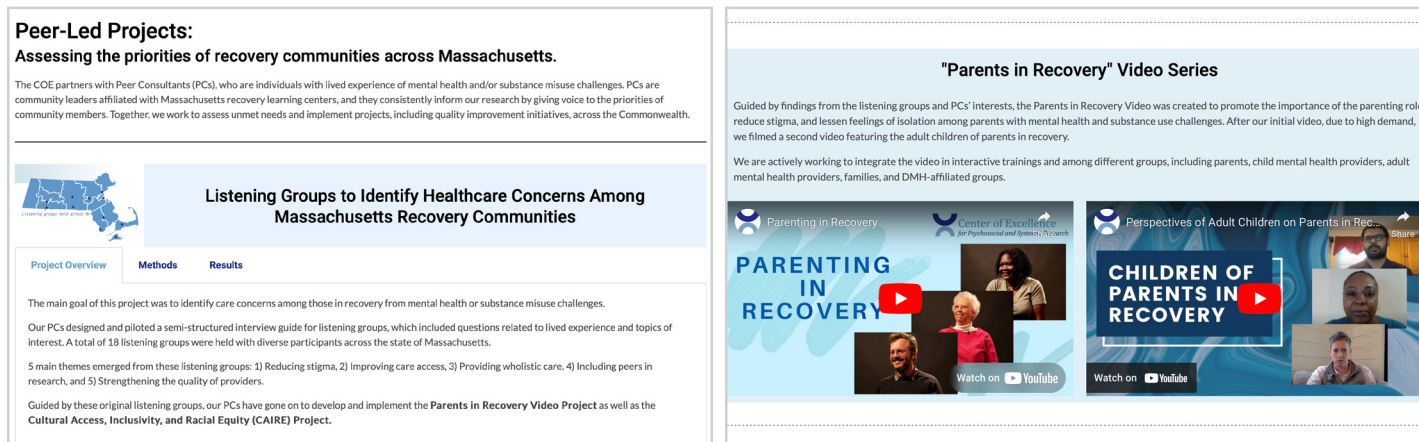 Peer-Led Projects:
Assessing the priorities of recovery communities across Massachusetts.
The COE partners with Peer Consultants (PCs), who are individuals with lived experience of mental health and/or substance misuse challenges. PCs are
community leaders affiliated with Massachusetts recovery learning centers, and they consistently inform our research by giving voice to the priorities of
community members. Together, we work to assess unmet needs and implement projects, including quality improvement initiatives, across the Commonwealth.
Listening groups held across MA
Listening Groups to Identify Healthcare Concerns Among
Massachusetts Recovery Communities
Project Overview Methods Results
The main goal of this project was to identify care concerns among those in recovery from mental health or substance misuse challenges.
Our PCs designed and piloted a semi-structured interview guide for listening groups, which included questions related to lived experience and topics of
interest. A total of 18 listening groups were held with diverse participants across the state of Massachusetts.
5 main themes emerged from these listening groups: 1) Reducing stigma, 2) Improving care access, 3) Providing wholistic care, 4) Including peers in
research, and 5) Strengthening the quality of providers.
Guided by these original listening groups, our PCs have gone on to develop and implement the Parents in Recovery Video Project as well as the
Cultural Access, Inclusivity, and Racial Equity (CAIRE) Project.
"Parents in Recovery" Video Series
Guided by findings from the listening groups and PCs' interests, the Parents in Recovery Video was created to promote the importance of the parenting role
reduce stigma, and lessen feelings of isolation among parents with mental health and substance use challenges. After our initial video, due to high demand,
we filmed a second video featuring the adult children of parents in recovery.
We are actively working to integrate the video in interactive trainings and among different groups, including parents, child mental health providers, adult
mental health providers, families, and DMH-affiliated groups.
Parenting in Recovery
Center of Excellence
for Psychosocial and Systemic Research
Share
PARENTING
IN
RECOVERY
Watch on YouTube
Perspectives of Adult Children on Parents in Rec...
Share
CHILDREN OF
PARENTS IN
RECOVERY
Watch on YouTube